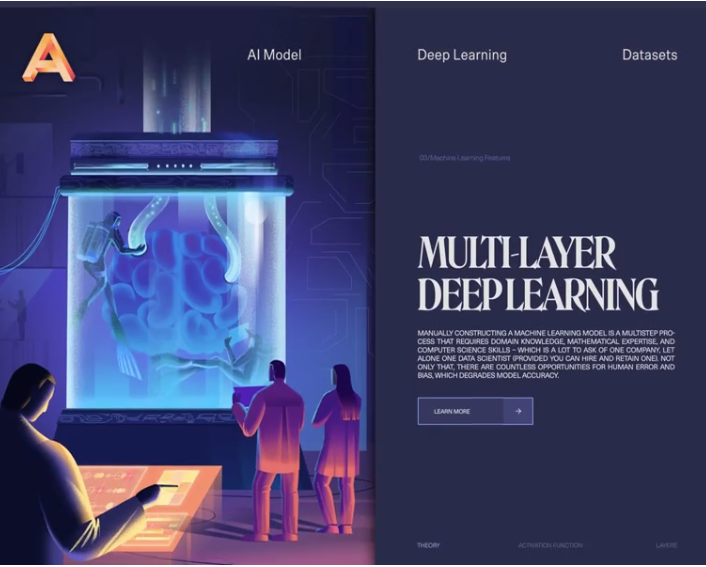 A
AI Model
Deep Learning
Datasets
03/Machine Learning Features
MULTI-LAYER
DEEP LEARNING
MANUALLY CONSTRUCTING A MACHINE LEARNING MODEL IS A MULTISTEP PRO-
CESS THAT REQUIRES DOMAIN KNOWLEDGE, MATHEMATICAL EXPERTISE, AND
COMPUTER SCIENCE SKILLS – WHICH IS A LOT TO ASK OF ONE COMPANY, LET
ALONE ONE DATA SCIENTIST (PROVIDED YOU CAN HIRE AND RETAIN ONE). NOT
ONLY THAT, THERE ARE COUNTLESS OPPORTUNITIES FOR HUMAN ERROR AND
BIAS, WHICH DEGRADES MODEL ACCURACY.
LEARN MORE
THEORY
ACTIVATION FUNCTION
LAYERS